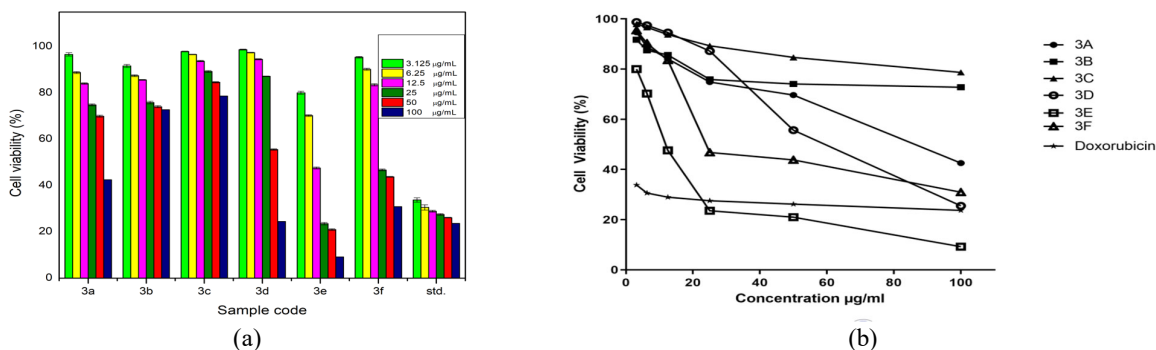 100
80
60
40
20
0
Cell viability (%)
3.125 µg/mL
6.25 µg/mL
12.5 µg/mL
25 µg/mL
50 µg/mL
100 µg/mL
3a 3b 3c 3d 3e 3f std.
Sample code
(a)
100
80
60
40
20
0
Cell Viability (%)
0 20 40 60 80 100
Concentration µg/ml
3A
3B
3C
3D
3E
3F
Doxorubicin
(b)